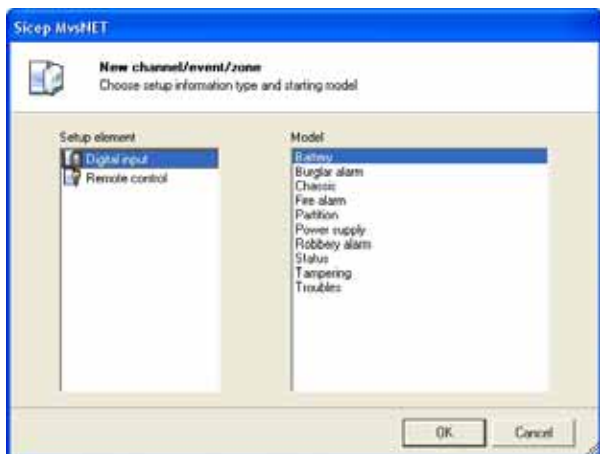 Sicep MvsNET
New channel/event/zone
Choose setup information type and starting model
Setup element
Digital input
Remote control
Model
Battery
Burglar alarm
Chassis
Fire alarm
Partition
Power supply
Robbery alarm
Status
Tampering
Troubles
OK
Cancel